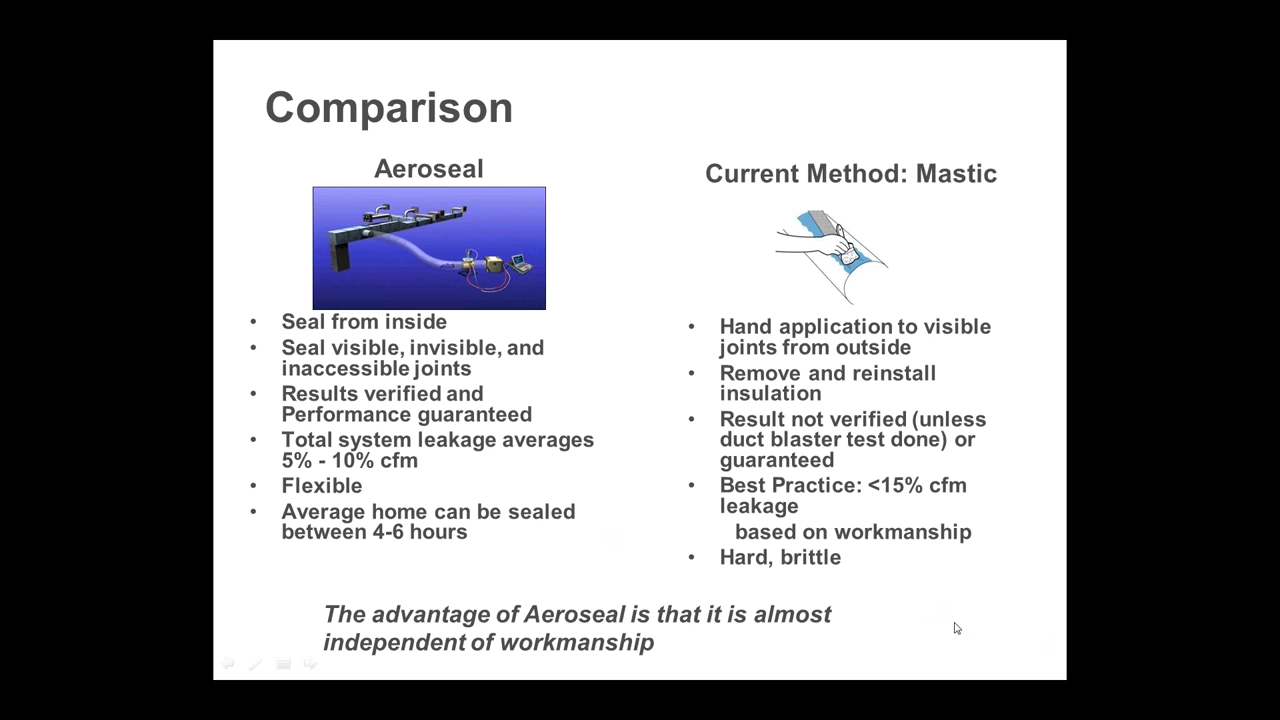 Comparison
Aeroseal
• Seal from inside
• Seal visible, invisible, and
inaccessible joints
• Results verified and
Performance guaranteed
• Total system leakage averages
5% - 10% cfm
• Flexible
• Average home can be sealed
between 4-6 hours
Current Method: Mastic
• Hand application to visible
joints from outside
• Remove and reinstall
insulation
• Result not verified (unless
duct blaster test done) or
guaranteed
• Best Practice: <15% cfm
leakage
based on workmanship
• Hard, brittle
The advantage of Aeroseal is that it is almost
independent of workmanship